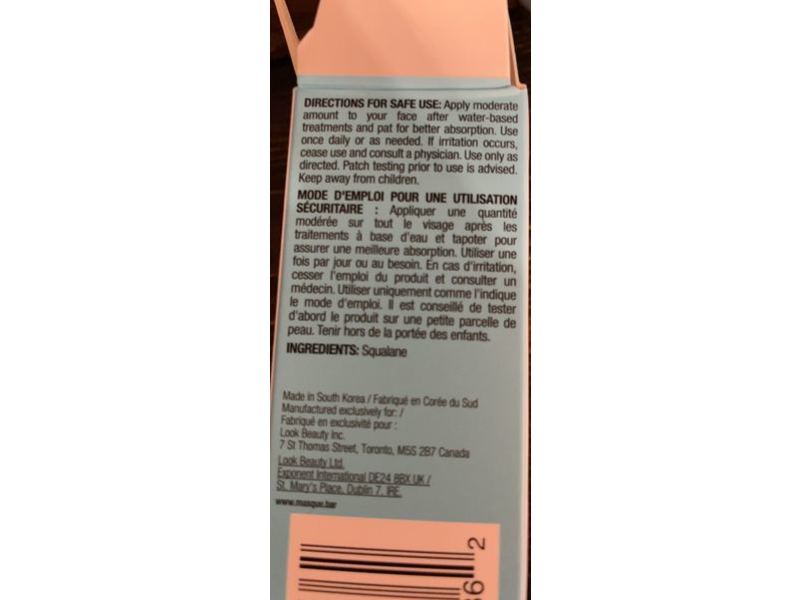 DIRECTIONS FOR SAFE USE: Apply moderate
amount to your face after water-based
treatments and pat for better absorption. Use
once daily or as needed. If irritation occurs,
cease use and consult a physician. Use only as
directed. Patch testing prior to use is advised.
Keep away from children.
MODE D'EMPLOI POUR UNE UTILISATION
SÉCURITAIRE : Appliquer une quantité
modérée sur tout le visage après les
traitements à base d'eau et tapoter pour
assurer une meilleure absorption. Utiliser une
fois par jour ou au besoin. En cas d'irritation,
cesser l'emploi du produit et consulter un
médecin. Utiliser uniquement comme l'indique
le mode d'emploi. Il est conseillé de tester
d'abord le produit sur une petite parcelle de
peau. Tenir hors de la portée des enfants.
INGREDIENTS: Squalane
Made in South Korea / Fabriqué en Corée du Sud
Manufactured exclusively for: /
Fabriqué en exclusivité pour :
Look Beauty Inc.
7 St Thomas Street, Toronto, M5S 2B7 Canada
Look Beauty Ltd.
Exponent International DE24 8BX UK /
St. Mary's Place, Dublin 7, IRE.
www.masque.bar
6 2